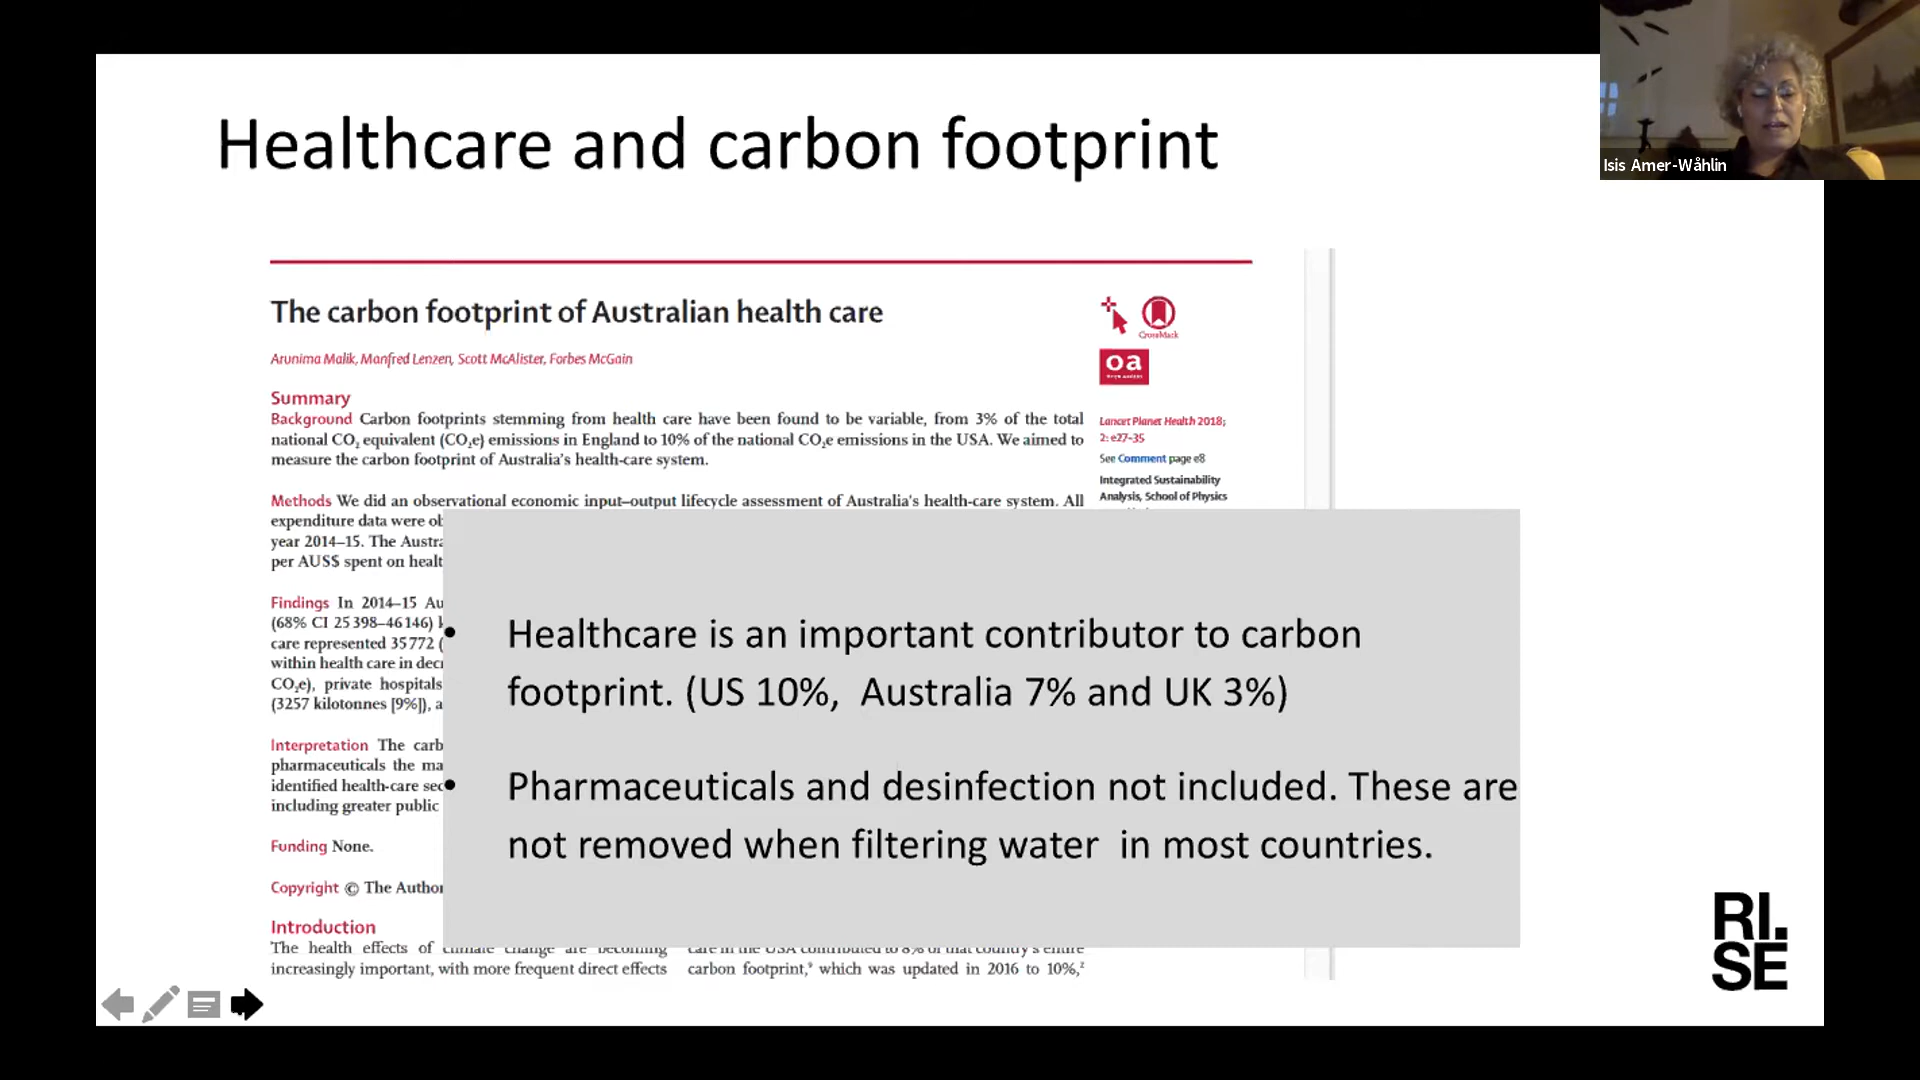 Healthcare and carbon footprint
Isis Amer-Wåhlin
The carbon footprint of Australian health care
CrossMark
Arunima Malik, Manfred Lenzen, Scott McAlister, Forbes McGain
oa
OPEN ACCESS
Summary
Background Carbon footprints stemming from health care have been found to be variable, from 3% of the total
national CO₂ equivalent (CO₂e) emissions in England to 10% of the national CO₂e emissions in the USA. We aimed to
measure the carbon footprint of Australia's health-care system.
Lancet Planet Health 2018;
2: e27–35
See Comment page e8
Integrated Sustainability
Analysis, School of Physics
Methods We did an observational economic input–output lifecycle assessment of Australia's health-care system. All
expenditure data were ob
year 2014–15. The Austra
per AU$$ spent on healt
Findings In 2014–15 Au
(68% CI 25 398–46 146) k
care represented 35 772 (
within health care in decr
CO₂e), private hospitals
(3257 kilotonnes [9%]), a
Interpretation The carb
pharmaceuticals the ma
identified health-care sec
including greater public
Funding None.
Copyright © The Author
Introduction
The health effects of climate change are becoming
increasingly important, with more frequent direct effects
care in the USA contributed to 8% of that country's entire
carbon footprint,⁹ which was updated in 2016 to 10%,²
• Healthcare is an important contributor to carbon
footprint. (US 10%, Australia 7% and UK 3%)
• Pharmaceuticals and desinfection not included. These are
not removed when filtering water in most countries.
RI.
SE